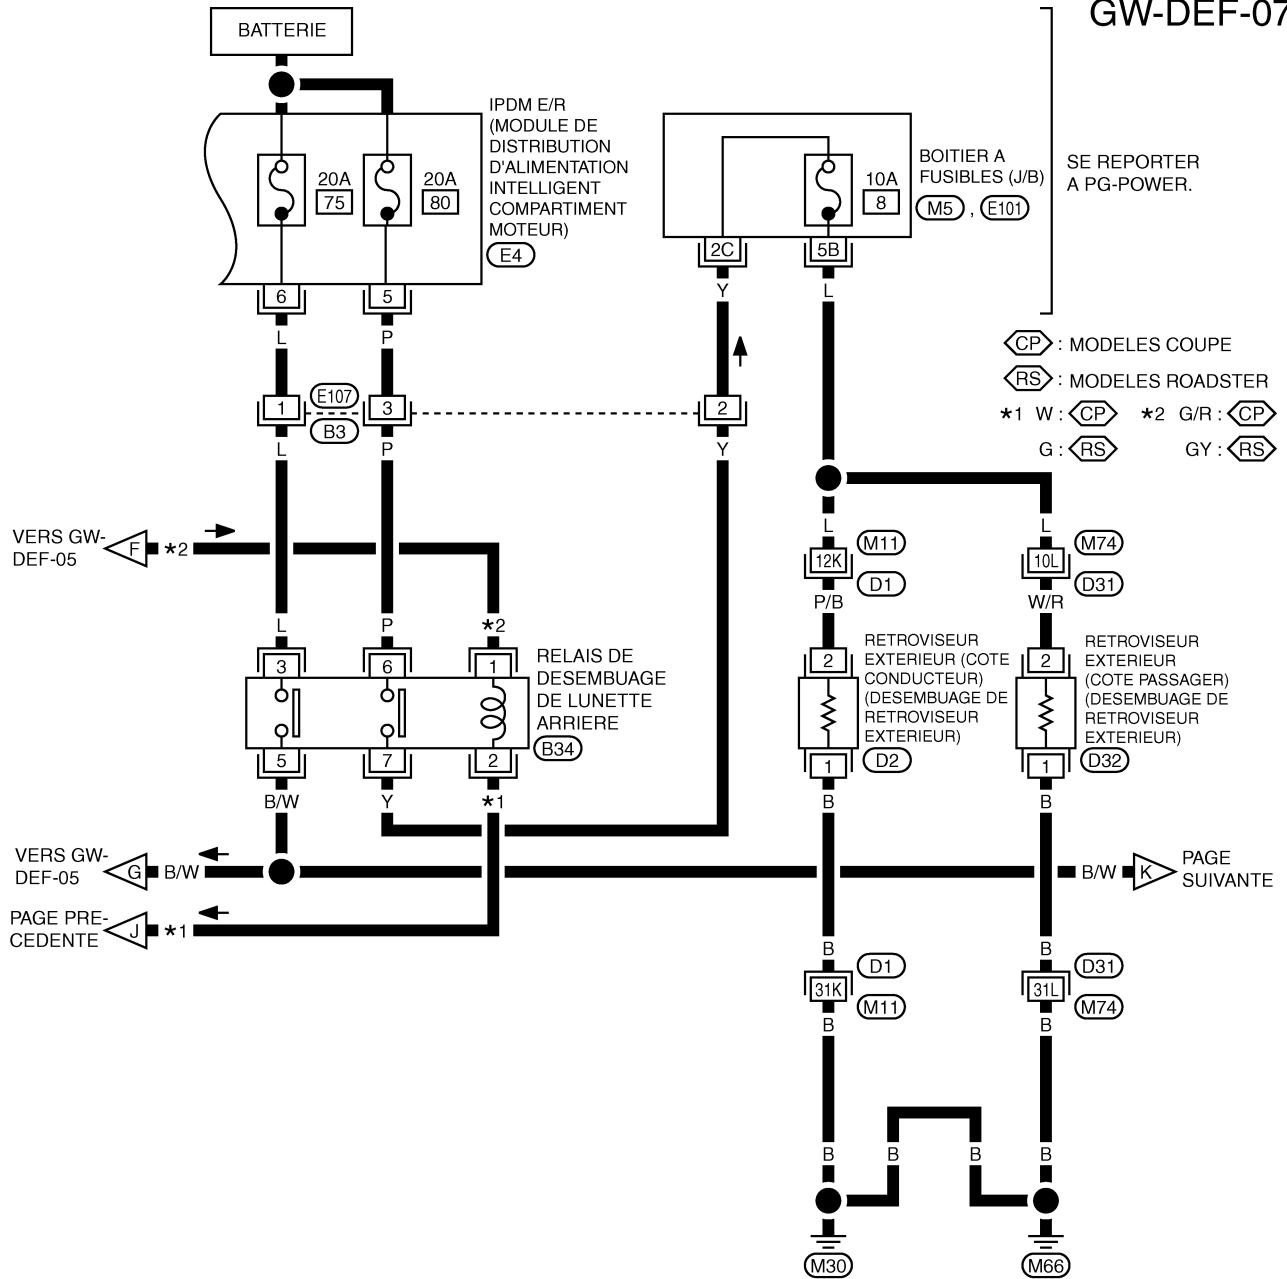 GW-DEF-07
BATTERIE
IPDM E/R
(MODULE DE
DISTRIBUTION
D'ALIMENTATION
INTELLIGENT
COMPARTIMENT
MOTEUR)
E4
20A
75
20A
80
10A
8
BOITIER A
FUSIBLES (J/B)
M5 , E101
SE REPORTER
A PG-POWER.
6
5
2C
5B
L
P
Y
L
CP : MODELES COUPE
RS : MODELES ROADSTER
*1 W : CP *2 G/R : CP
G : RS GY : RS
1
E107
B3
3
2
L
P
Y
VERS GW-
DEF-05
F
*2
L
L
12K
M11
D1
10L
M74
D31
P/B
W/R
L
P
*2
3
6
1
RELAIS DE
DESEMBUAGE
DE LUNETTE
ARRIERE
B34
2
RETROVISEUR
EXTERIEUR (COTE
CONDUCTEUR)
(DESEMBUAGE DE
RETROVISEUR
EXTERIEUR)
D2
2
RETROVISEUR
EXTERIEUR
(COTE PASSAGER)
(DESEMBUAGE DE
RETROVISEUR
EXTERIEUR)
D32
5
7
2
1
1
B/W
Y
*1
B
B
VERS GW-
DEF-05
G
B/W
B/W
K
PAGE
SUIVANTE
PAGE PRE-
CEDENTE
J
*1
B
B
31K
D1
M11
31L
D31
M74
B
B
B
B
B
B
M30
M66